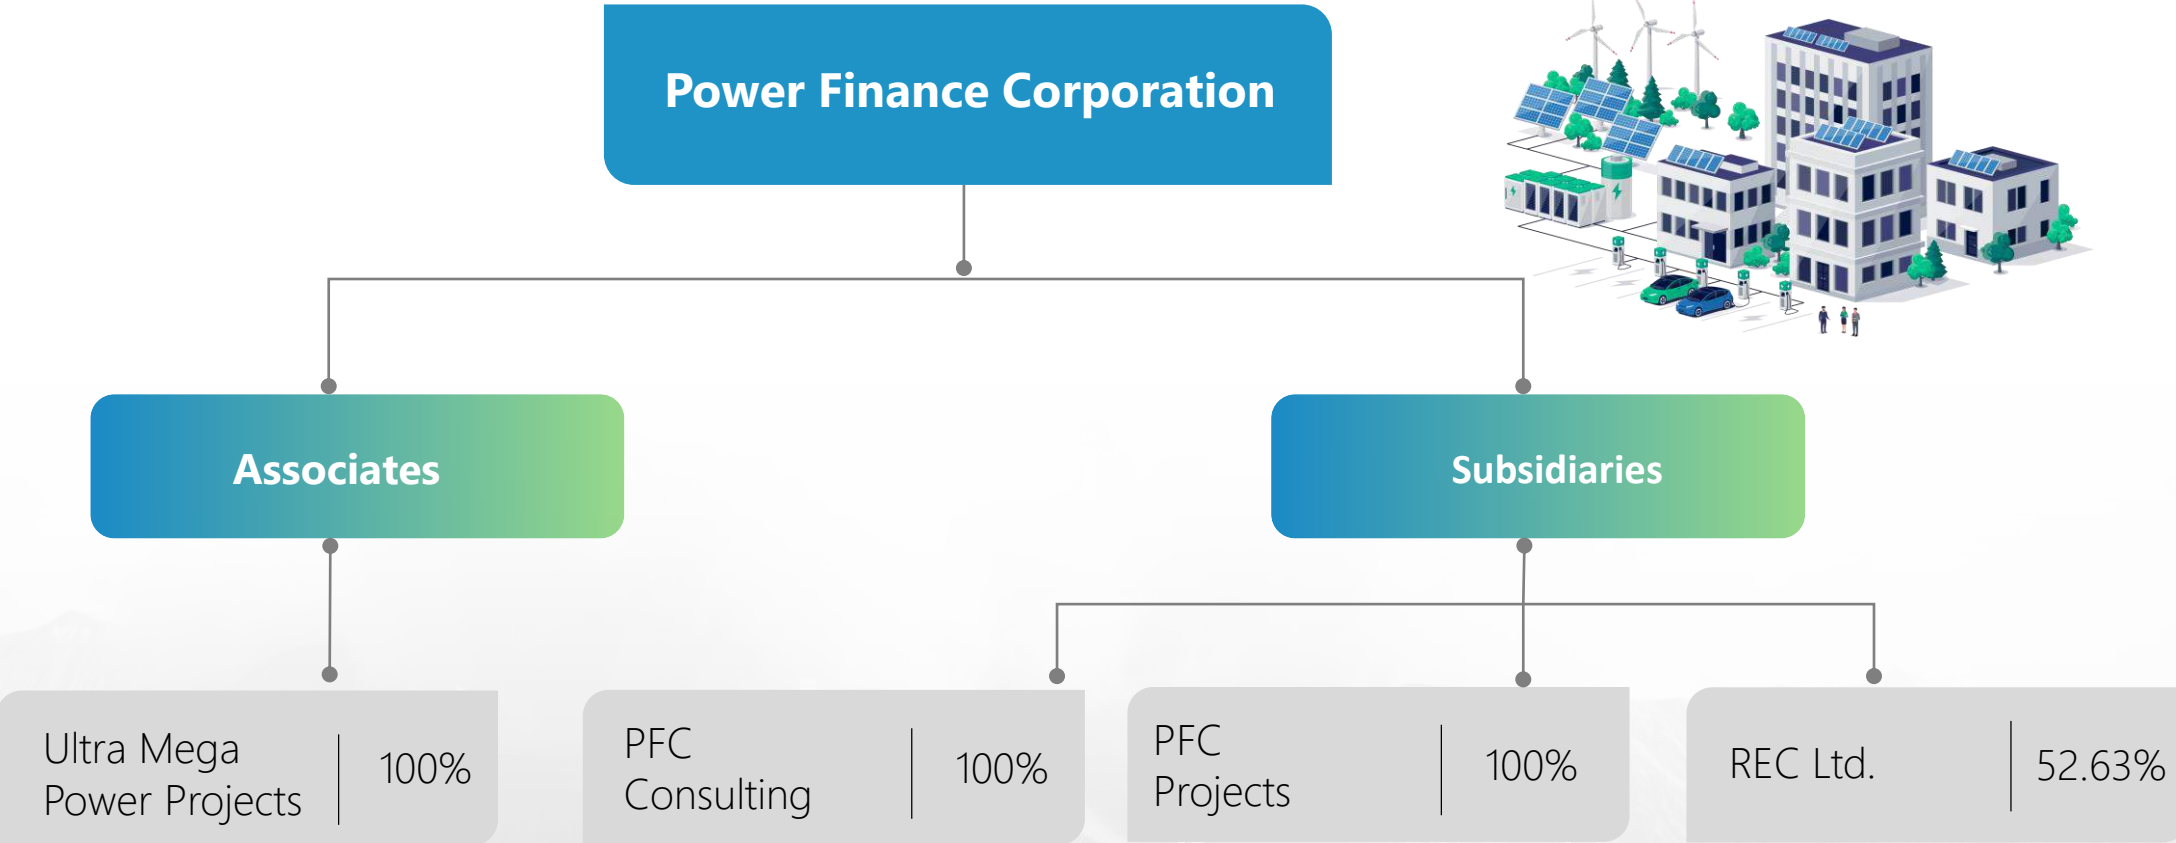 Power Finance Corporation
Associates
Subsidiaries
Ultra Mega
Power Projects
100%
PFC
Consulting
100%
PFC
Projects
100%
REC Ltd.
52.63%